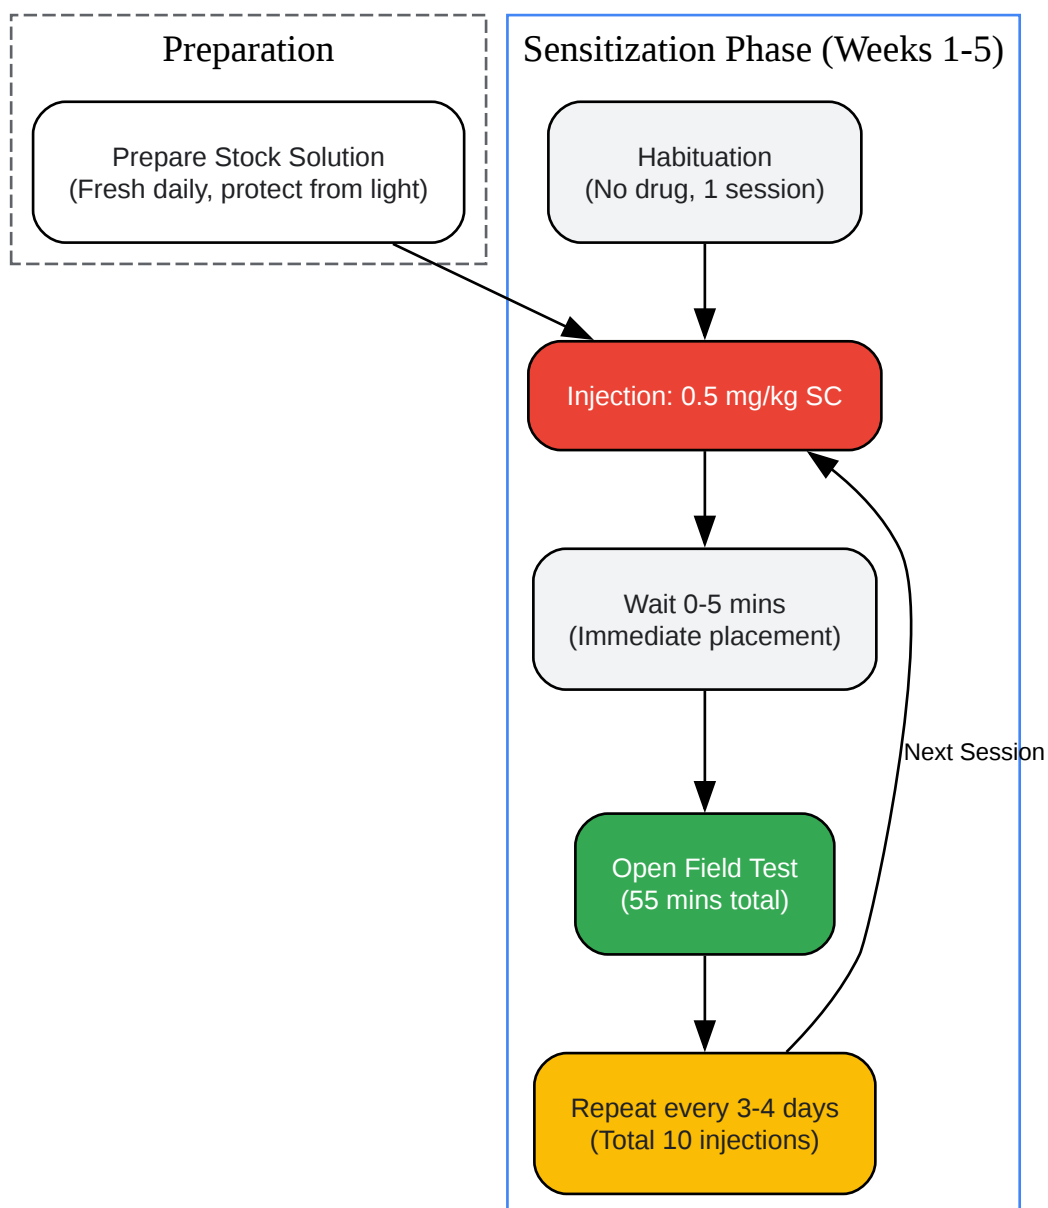 Preparation
Prepare Stock Solution
(Fresh daily, protect from light)
Sensitization Phase (Weeks 1-5)
Habituation
(No drug, 1 session)
Injection: 0.5 mg/kg SC
Wait 0-5 mins
(Immediate placement)
Next Session
Open Field Test
(55 mins total)
Repeat every 3-4 days
(Total 10 injections)